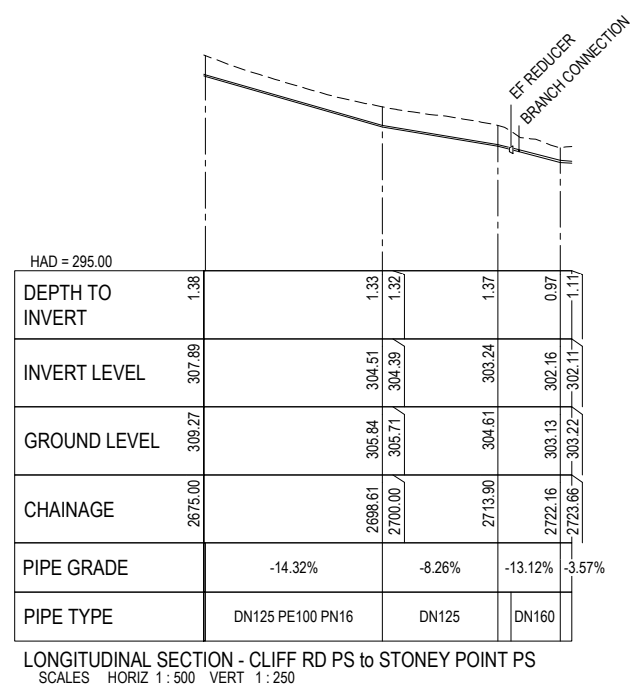 EF REDUCER
BRANCH CONNECTION
HAD = 295.00
DEPTH TO
INVERT
1.38
1.33
1.32
1.37
0.97
1.11
INVERT LEVEL
307.89
304.51
304.39
303.24
302.16
302.11
GROUND LEVEL
309.27
305.84
305.71
304.61
303.13
303.22
CHAINAGE
2675.00
2698.61
2700.00
2713.90
2722.16
2723.66
PIPE GRADE
-14.32%
-8.26%
-13.12%
-3.57%
PIPE TYPE
DN125 PE100 PN16
DN125
DN160
LONGITUDINAL SECTION - CLIFF RD PS to STONEY POINT PS
SCALES HORIZ 1 : 500 VERT 1 : 250